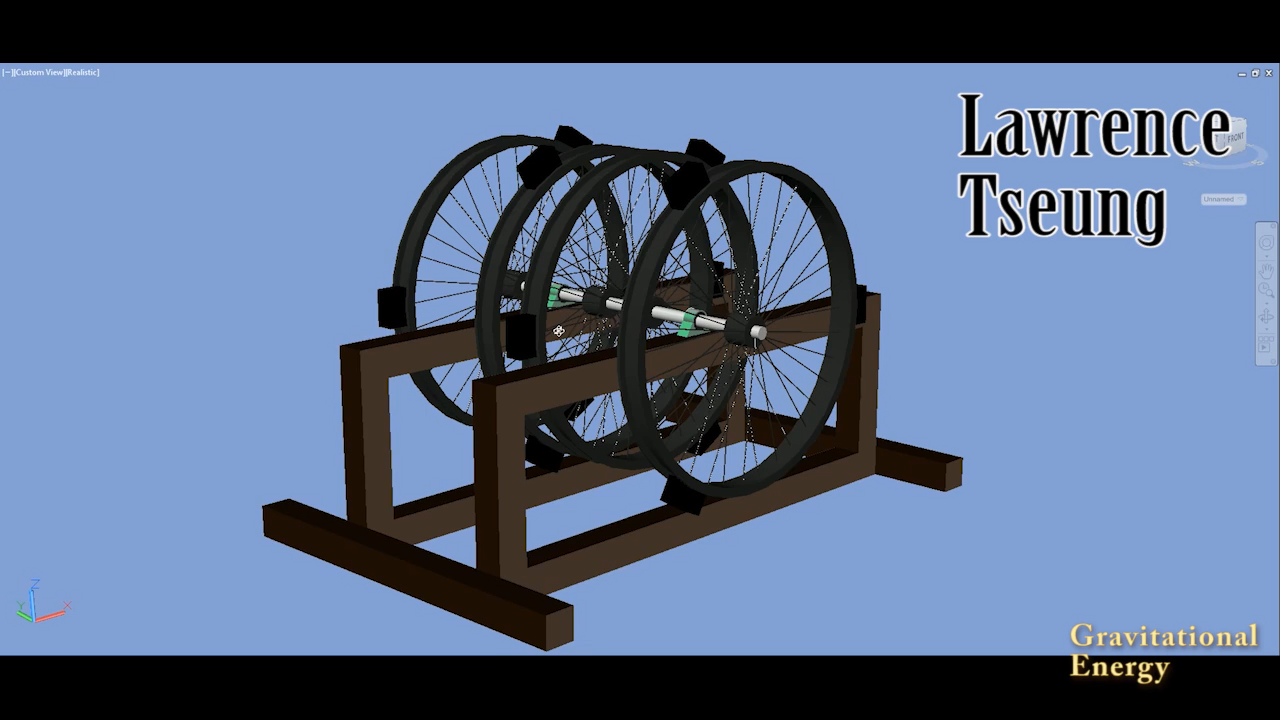 [−][Custom View][Realistic]
Lawrence
Tseung
FRONT
Unnamed
Z
Y
X
Gravitational
Energy